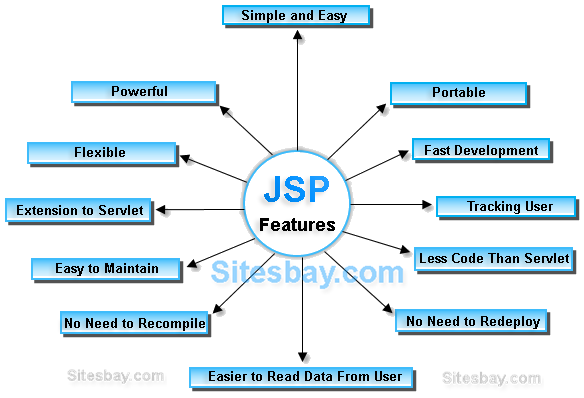 Simple and Easy
Powerful
Portable
Flexible
Fast Development
JSP
Features
Extension to Servlet
Tracking User
Easy to Maintain
Less Code Than Servlet
Sitesbay.com
No Need to Recompile
No Need to Redeploy
Easier to Read Data From User
Sitesbay.com
Sitesbay.com